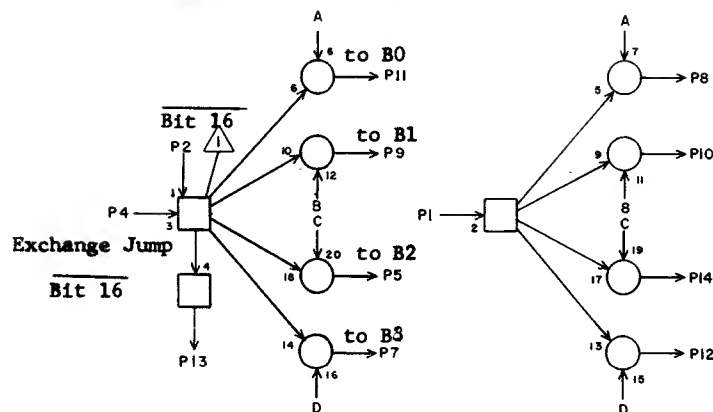 A
6
to B0
6
P11
Bit 16
1
P2
10
to B1
P9
12
1
P4
3
B
C
Exchange Jump
4
20
to B2
18
P5
Bit 16
14
to B3
P7
16
P13
D
A
7
5
P8
9
P10
11
P1
2
B
C
19
17
P14
13
P12
15
D